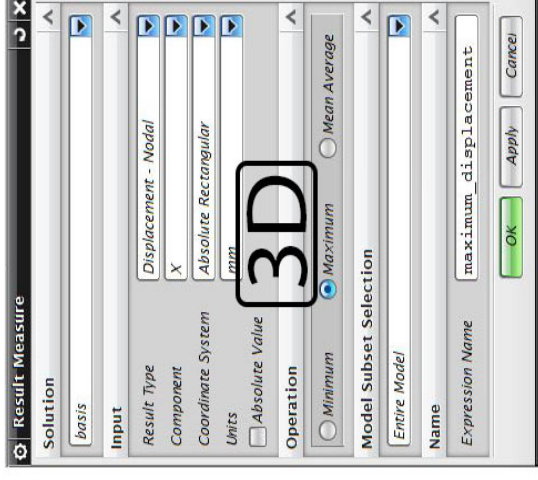 Result Measure
Solution
basis
Input
Result Type Displacement - Nodal
Component X
Coordinate System Absolute Rectangular
Units mm
Absolute Value
3D
Operation
Minimum Maximum Mean Average
Model Subset Selection
Entire Model
Name
Expression Name maximum_displacement
OK Apply Cancel